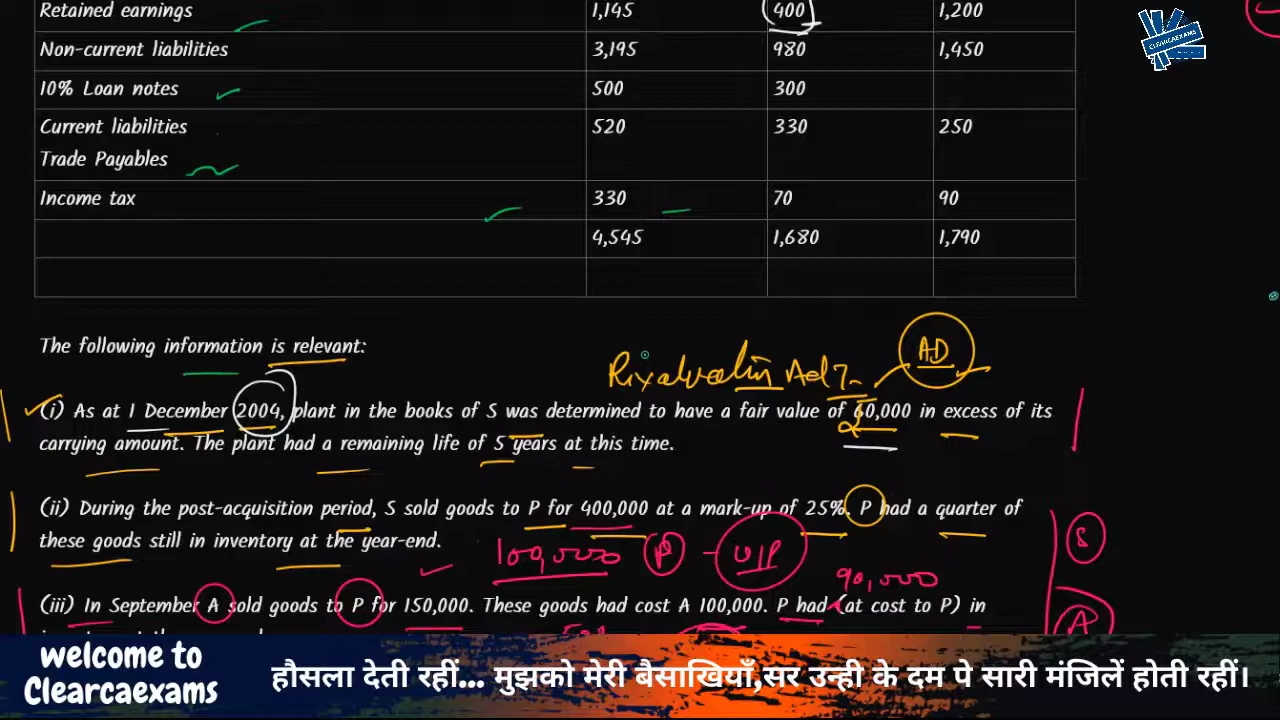 Retained earnings 1,145 400 1,200
CLEARCAEXAMS
Non-current liabilities 3,195 980 1,450
10% Loan notes 500 300
Current liabilities 520 330 250
Trade Payables
Income tax 330 70 90
4,545 1,680 1,790
The following information is relevant:
AD
(i) As at 1 December 2004, plant in the books of S was determined to have a fair value of 60,000 in excess of its
carrying amount. The plant had a remaining life of 5 years at this time.
(ii) During the post-acquisition period, S sold goods to P for 400,000 at a mark-up of 25%. P had a quarter of
these goods still in inventory at the year-end.
100,000 P - UIP
S
90,000
(iii) In September A sold goods to P for 150,000. These goods had cost A 100,000. P had (at cost to P) in
A
welcome to
Clearcaexams
हौसला देती रहीं... मुझको मेरी बैसाखियाँ,सर उन्ही के दम पे सारी मंजिलें होती रहीं।